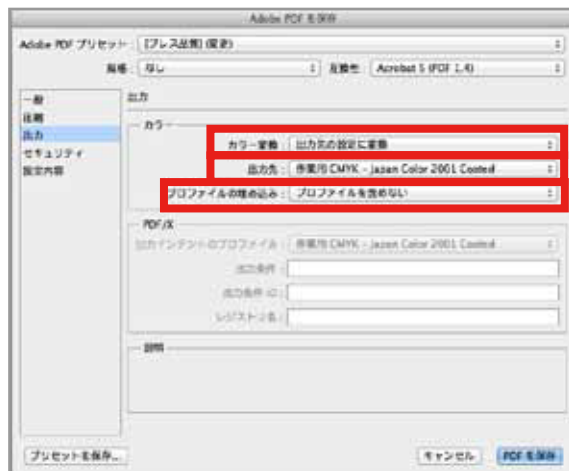 Adobe PDF を保存
Adobe PDF プリセット: [プレス品質] (変更)
規格: なし 互換性: Acrobat 5 (PDF 1.4)
一般
圧縮
出力
セキュリティ
設定内容
出力
カラー
カラー変換: 出力先の設定に変換
出力先: 作業用 CMYK - Japan Color 2001 Coated
プロファイルの埋め込み: プロファイルを含めない
PDF/X
出力インテントのプロファイル: 作業用 CMYK - Japan Color 2001 Coated
出力条件:
出力条件 ID:
レジストリ名:
説明
プリセットを保存... キャンセル PDF を保存